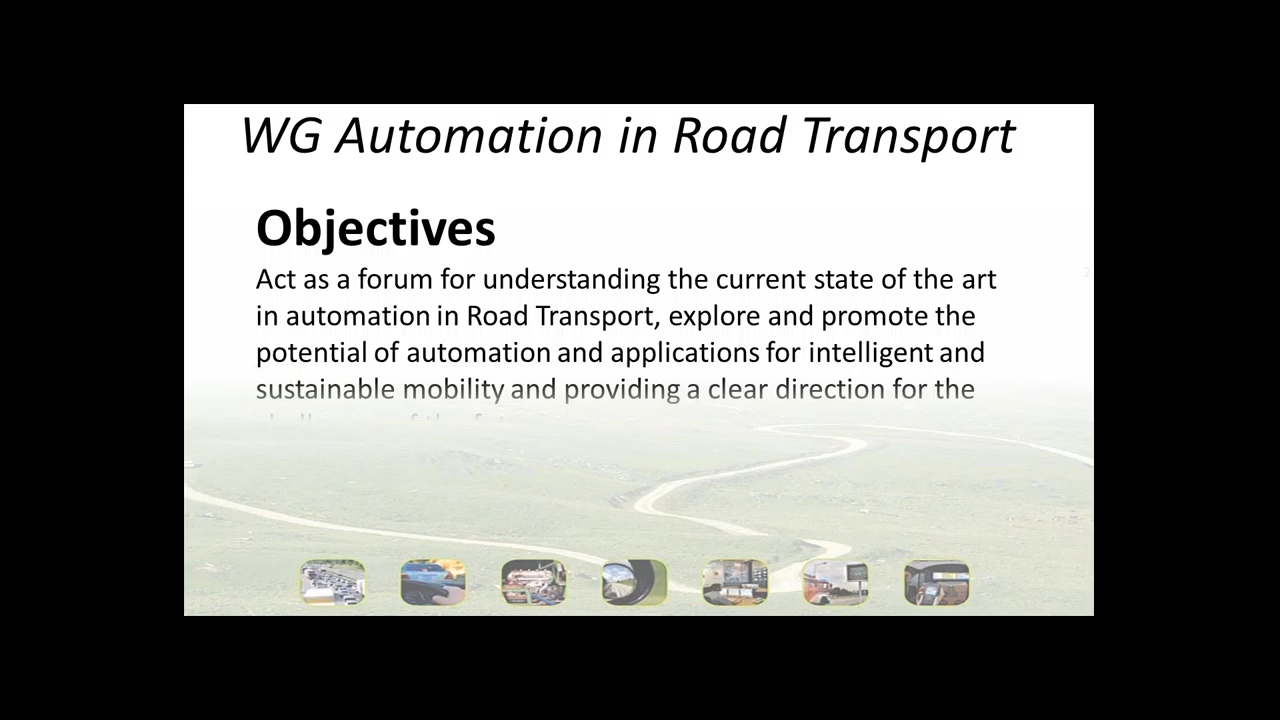 WG Automation in Road Transport
Objectives
Act as a forum for understanding the current state of the art
in automation in Road Transport, explore and promote the
potential of automation and applications for intelligent and
sustainable mobility and providing a clear direction for the